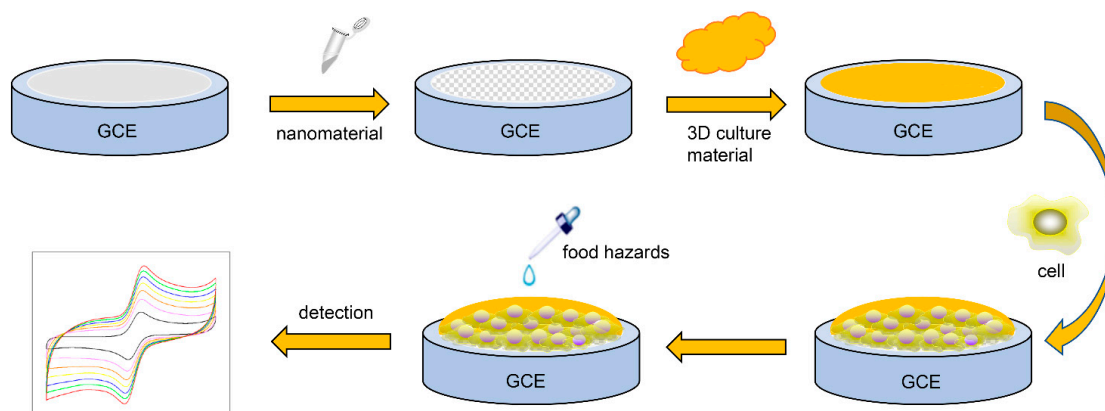 GCE
nanomaterial
GCE
3D culture
material
GCE
cell
GCE
food hazards
GCE
detection